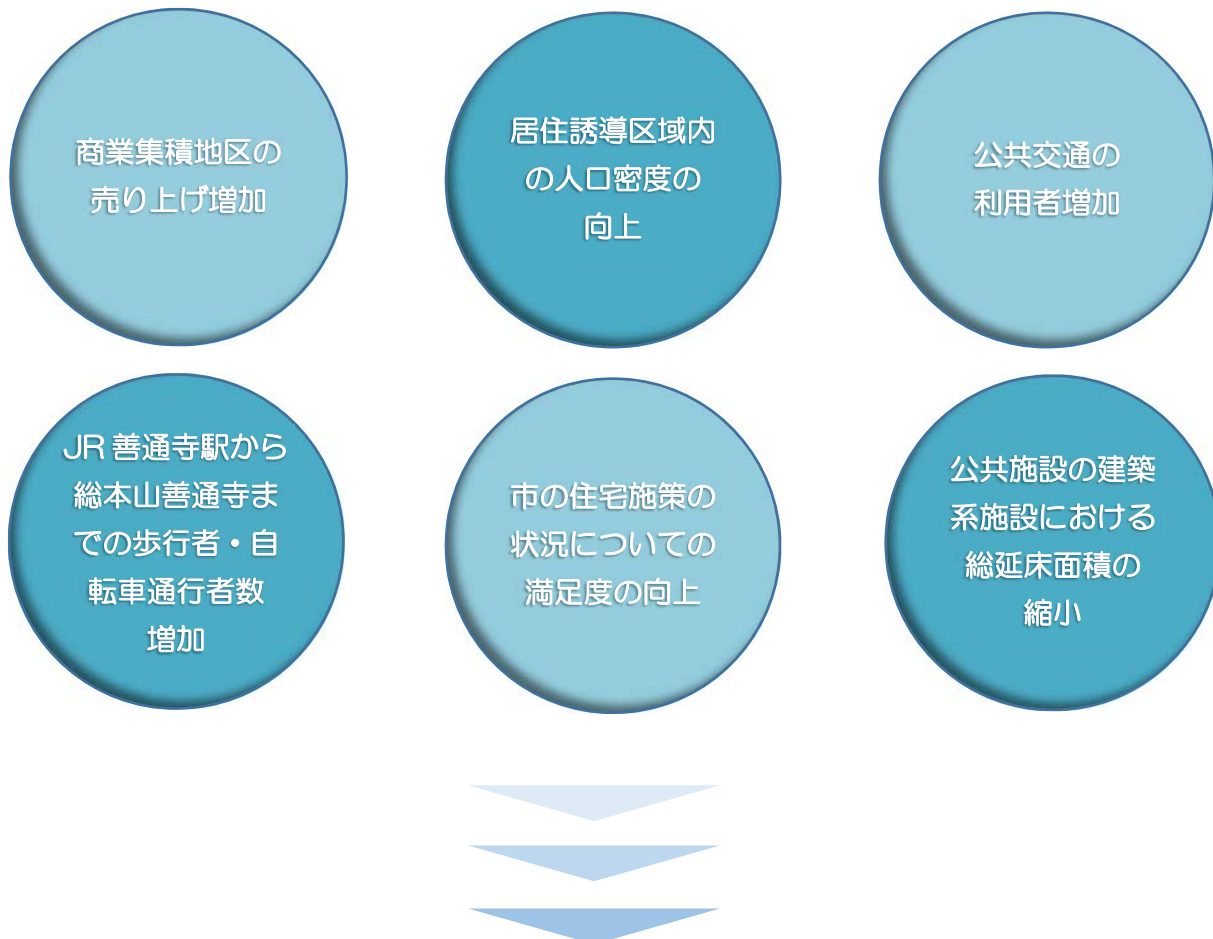 商業集積地区の
売り上げ増加
居住誘導区域内
の人口密度の
向上
公共交通の
利用者増加
JR 善通寺駅から
総本山善通寺ま
での歩行者・自
転車通行者数
増加
市の住宅施策の
状況についての
満足度の向上
公共施設の建築
系施設における
総延床面積の
縮小